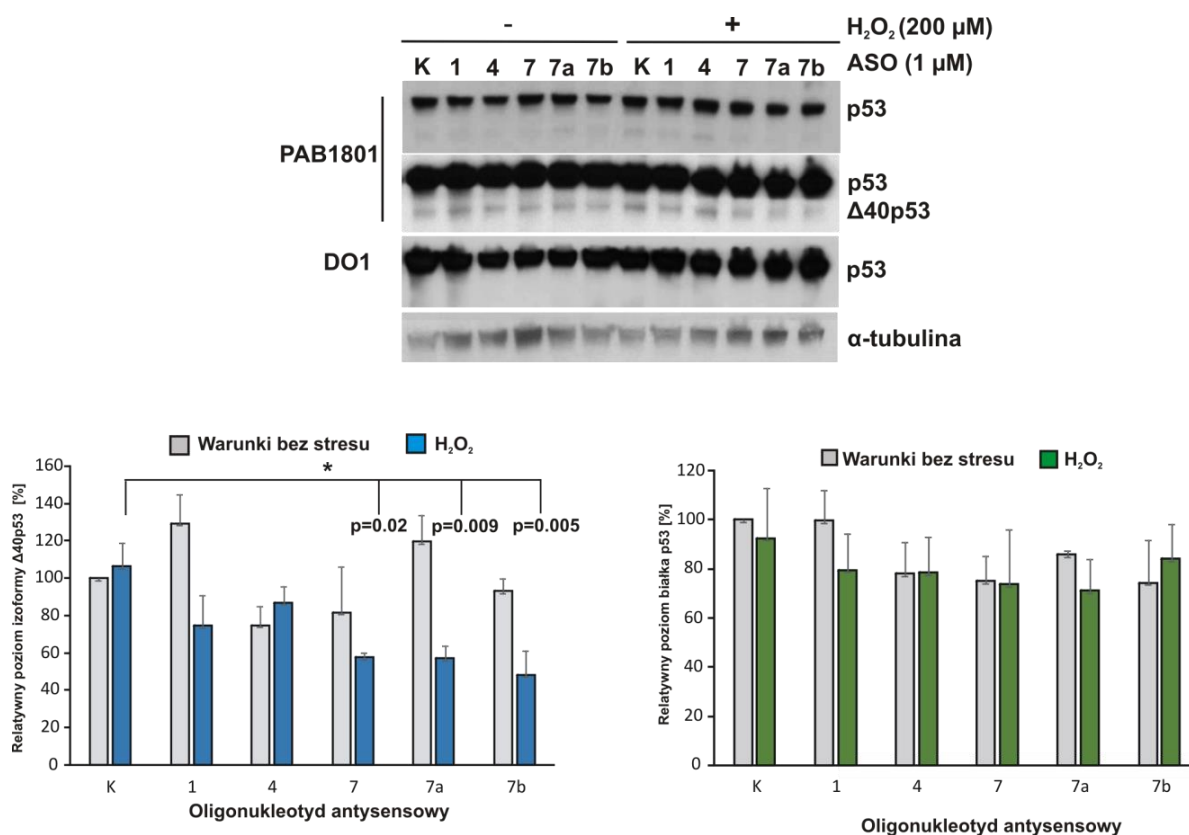 - + H₂O₂ (200 µM)
K 1 4 7 7a 7b K 1 4 7 7a 7b ASO (1 µM)
p53
PAB1801
p53
Δ40p53
DO1
p53
α-tubulina
Warunki bez stresu H₂O₂
*
p=0.02 p=0.009 p=0.005
Relatywny poziom izoformy Δ40p53 [%]
160
140
120
100
80
60
40
20
0
K 1 4 7 7a 7b
Oligonukleotyd antysensowy
Warunki bez stresu H₂O₂
Relatywny poziom białka p53 [%]
120
100
80
60
40
20
0
K 1 4 7 7a 7b
Oligonukleotyd antysensowy